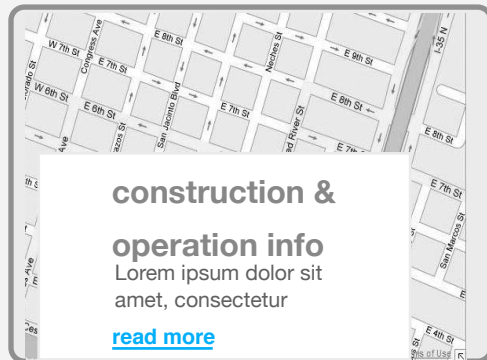 E 8th St
I-35 N
W 7th St
Congress Ave
Neches St
E 9th St
E 7th St
W 6th St
San Jacinto Blvd
E 8th St
E 6th St
E 7th St
E 8th St
E 7th St
San Marcos St
E 4th St
construction &
operation info
Lorem ipsum dolor sit
amet, consectetur
read more